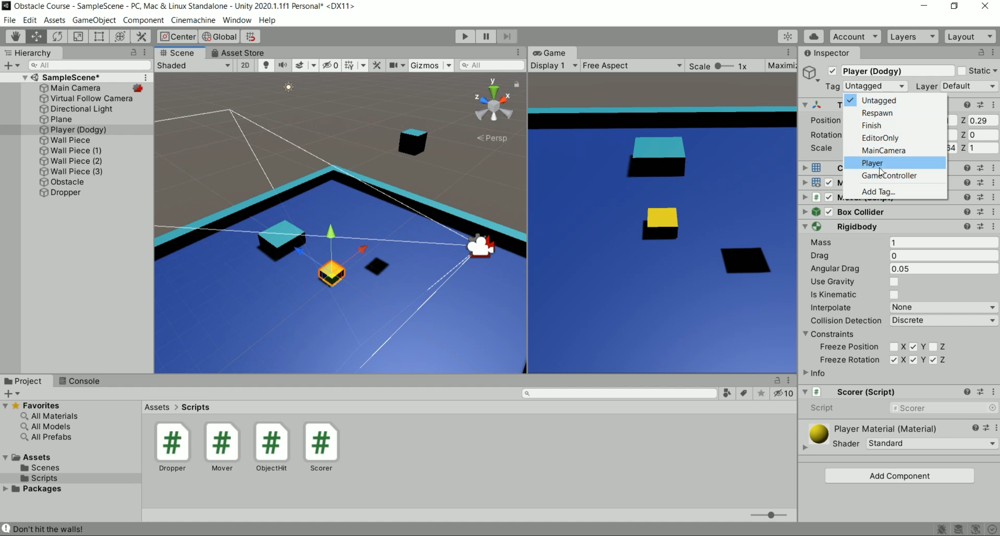 Obstacle Course - SampleScene - PC, Mac & Linux Standalone - Unity 2020.1.1f1 Personal* <DX11>
File Edit Assets GameObject Component Cinemachine Window Help
Center Global Account Layers Layout
Hierarchy
All
SampleScene*
Main Camera
Virtual Follow Camera
Directional Light
Plane
Player (Dodgy)
Wall Piece
Wall Piece (1)
Wall Piece (2)
Wall Piece (3)
Obstacle
Dropper
Scene Asset Store
Shaded 2D 0 Gizmos All
y
z x
Persp
Game
Display 1 Free Aspect Scale 1x Maximiz
Inspector
Player (Dodgy) Static
Tag Untagged Layer Default
Untagged
Respawn
Finish
EditorOnly
MainCamera
Player
GameController
Add Tag...
T
Position Z 0.29
Rotation Z 0
Scale 64 Z 1
C
M
Box Collider
Rigidbody
Mass 1
Drag 0
Angular Drag 0.05
Use Gravity
Is Kinematic
Interpolate None
Collision Detection Discrete
Constraints
Freeze Position X Y Z
Freeze Rotation X Y Z
Info
Scorer (Script)
Script Scorer
Player Material (Material)
Shader Standard
Add Component
Project Console
10
Favorites
All Materials
All Models
All Prefabs
Assets
Scenes
Scripts
Packages
Assets > Scripts
Dropper Mover ObjectHit Scorer
Don't hit the walls!